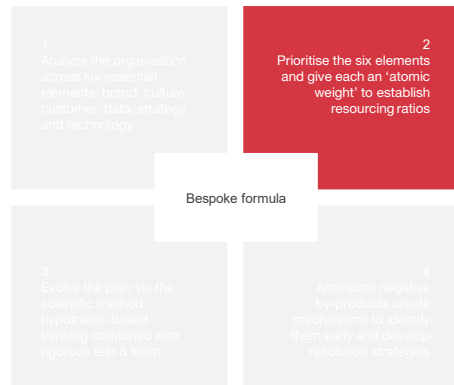 1
Analyse the organisation
across six essential
elements: brand, culture,
customer, data, strategy
and technology
2
Prioritise the six elements
and give each an ‘atomic
weight’ to establish
resourcing ratios
Bespoke formula
3
Evolve the plan via the
scientific method:
hypothesis-based
thinking combined with
rigorous test & learn
4
Anticipate negative
by-products create
mechanisms to identify
them early and develop
resolution strategies